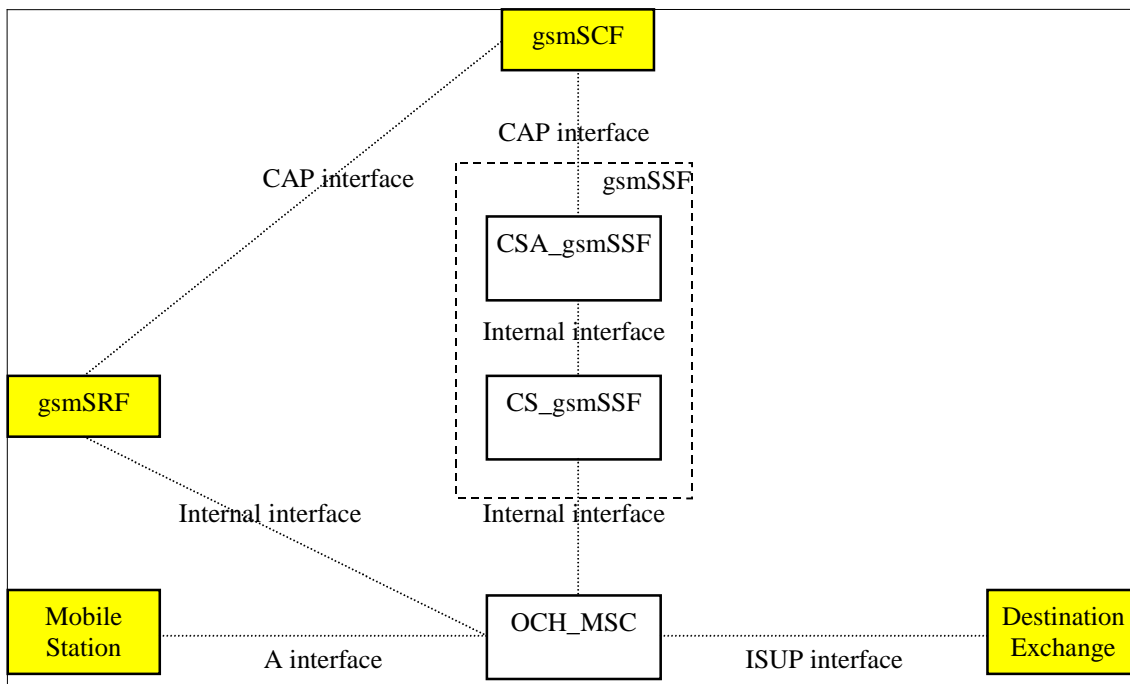 gsmSCF
CAP interface
CAP interface
gsmSSF
CSA_gsmSSF
Internal interface
gsmSRF
CS_gsmSSF
Internal interface
Internal interface
Mobile
Station
OCH_MSC
Destination
Exchange
A interface
ISUP interface